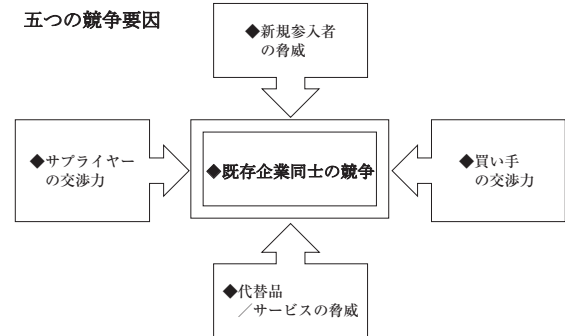 五つの競争要因
◆新規参入者
の脅威
◆サプライヤー
の交渉力
◆既存企業同士の競争
◆買い手
の交渉力
◆代替品
／サービスの脅威